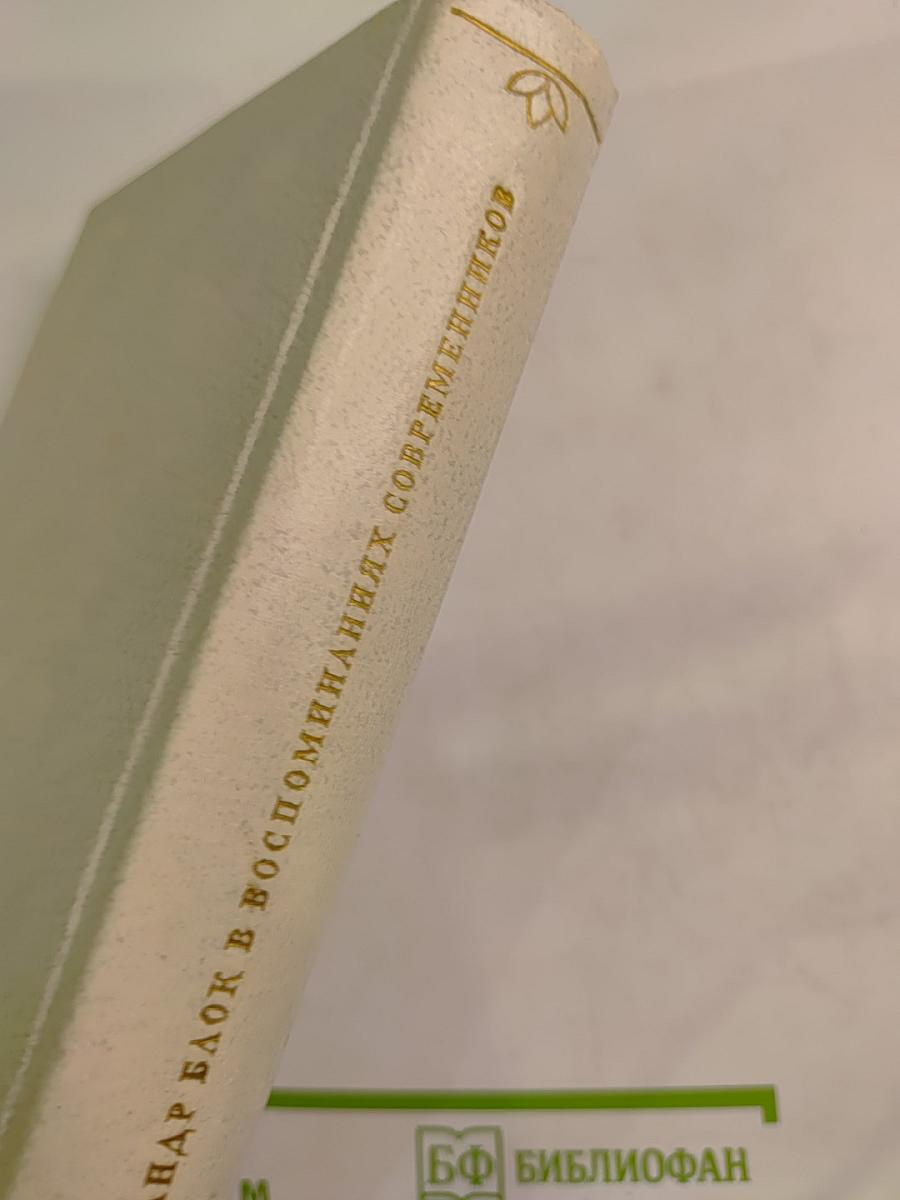 АНДР БЛОК В ВОСПОМИНАНИЯХ СОВРЕМЕННИКОВ
М
БФ БИБЛИОФАН